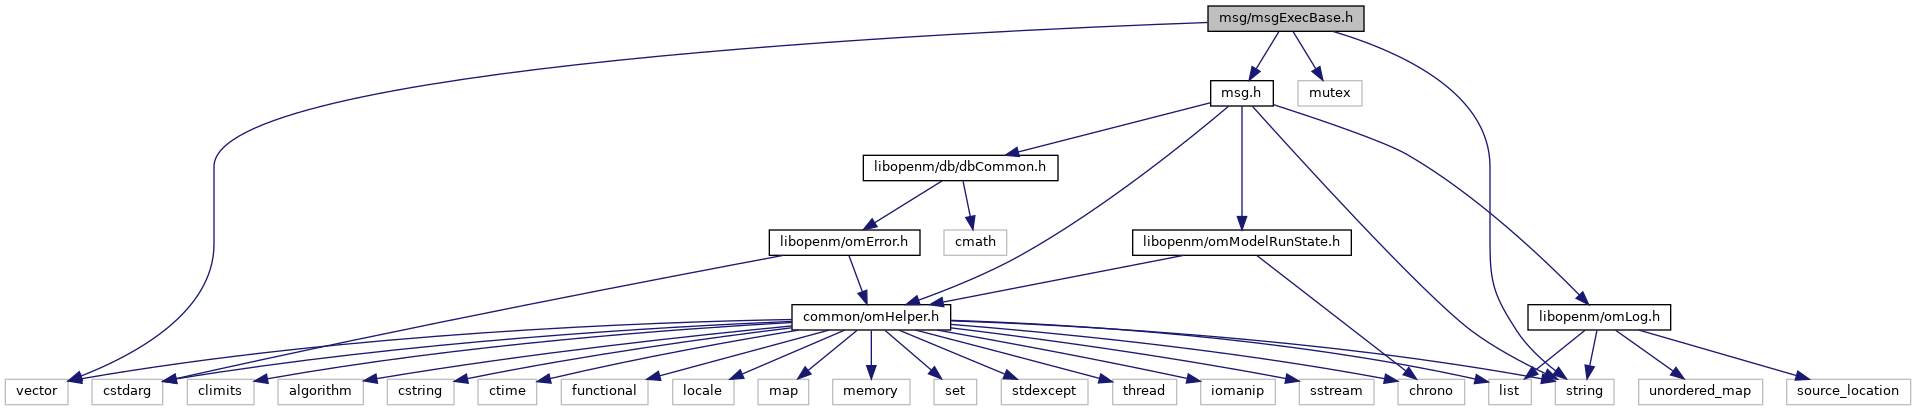 msg/msgExecBase.h
msg.h
mutex
libopenm/db/dbCommon.h
libopenm/omError.h
cmath
libopenm/omModelRunState.h
common/omHelper.h
libopenm/omLog.h
vector
cstdarg
climits
algorithm
cstring
ctime
functional
locale
map
memory
set
stdexcept
thread
iomanip
sstream
chrono
list
string
unordered_map
source_location